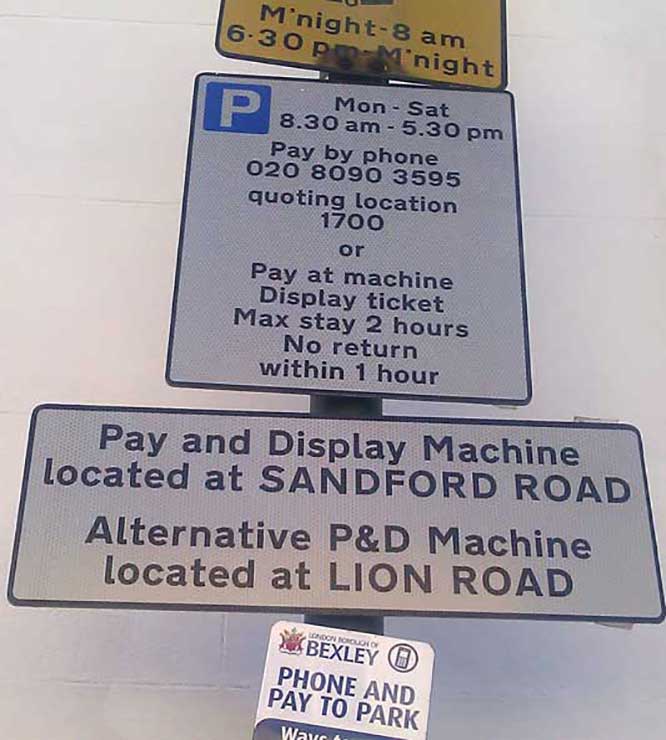 M'night-8 am
6·30 pm-M'night
P
Mon - Sat
8.30 am - 5.30 pm
Pay by phone
020 8090 3595
quoting location
1700
or
Pay at machine
Display ticket
Max stay 2 hours
No return
within 1 hour
Pay and Display Machine
located at SANDFORD ROAD
Alternative P&D Machine
located at LION ROAD
LONDON BOROUGH OF
BEXLEY
PHONE AND
PAY TO PARK
Ways